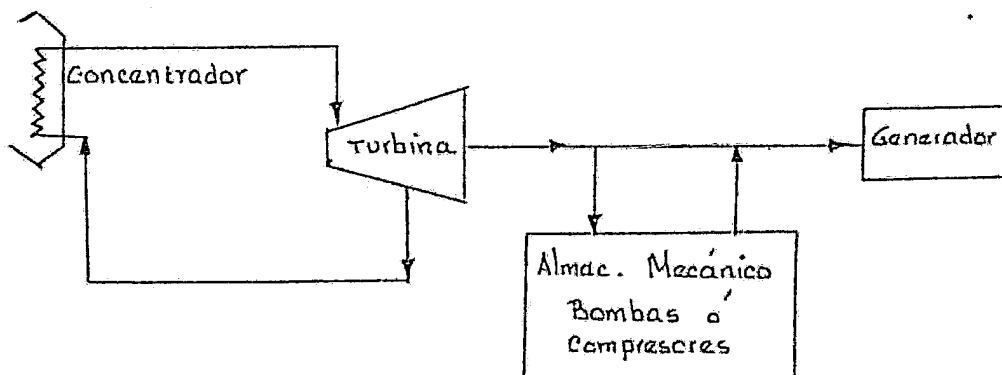 Concentrador
Turbina
Generador
Almac. Mecánico
Bombas ó
Compresores